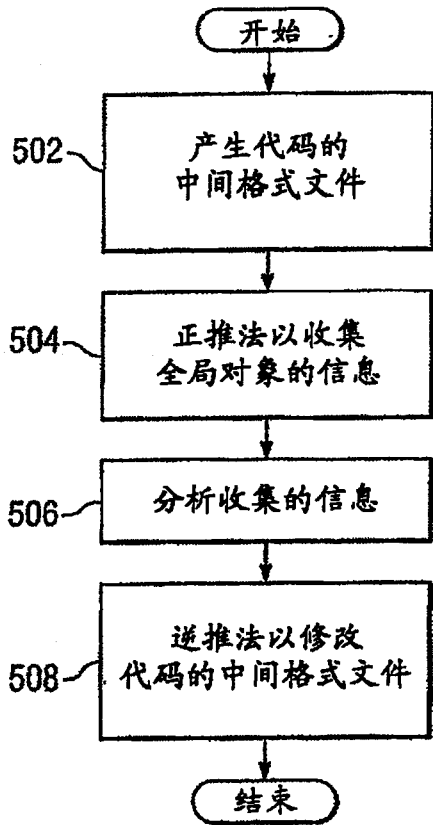 开始
502
产生代码的
中间格式文件
504
正推法以收集
全局对象的信息
506
分析收集的信息
508
逆推法以修改
代码的中间格式文件
结束